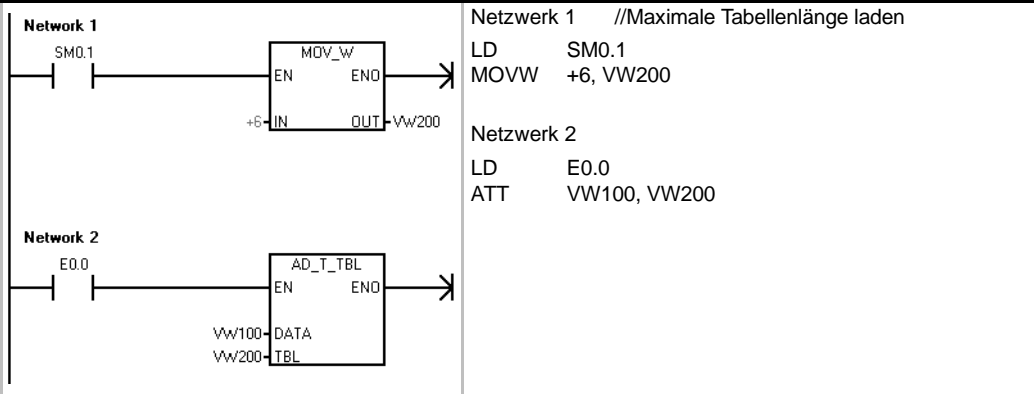 Network 1
SM0.1
MOV_W
EN ENO
+6 IN OUT VW200
Network 2
E0.0
AD_T_TBL
EN ENO
VW100 DATA
VW200 TBL
Netzwerk 1 //Maximale Tabellenlänge laden
LD SM0.1
MOVW +6, VW200
Netzwerk 2
LD E0.0
ATT VW100, VW200